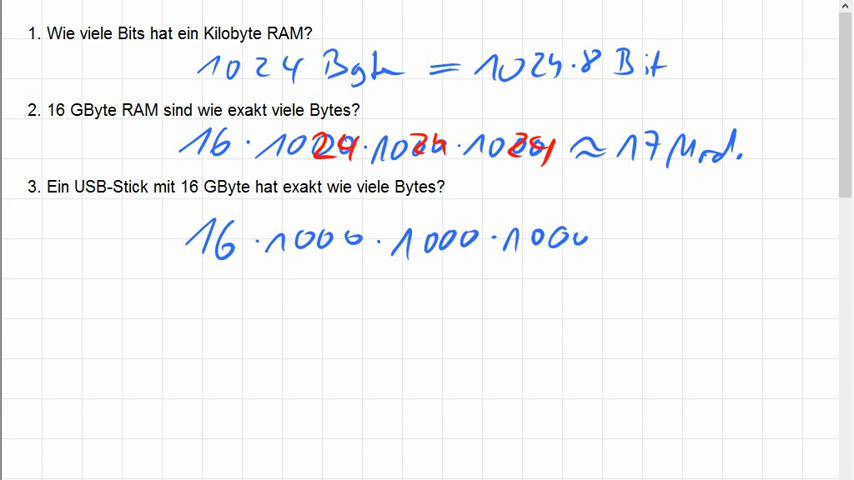 1. Wie viele Bits hat ein Kilobyte RAM?
1024 Byte = 1024·8 Bit
2. 16 GByte RAM sind wie exakt viele Bytes?
16 · 1024 · 1024 · 1024 ≈ 17 Mrd.
3. Ein USB-Stick mit 16 GByte hat exakt wie viele Bytes?
16 · 1000 · 1000 · 1000